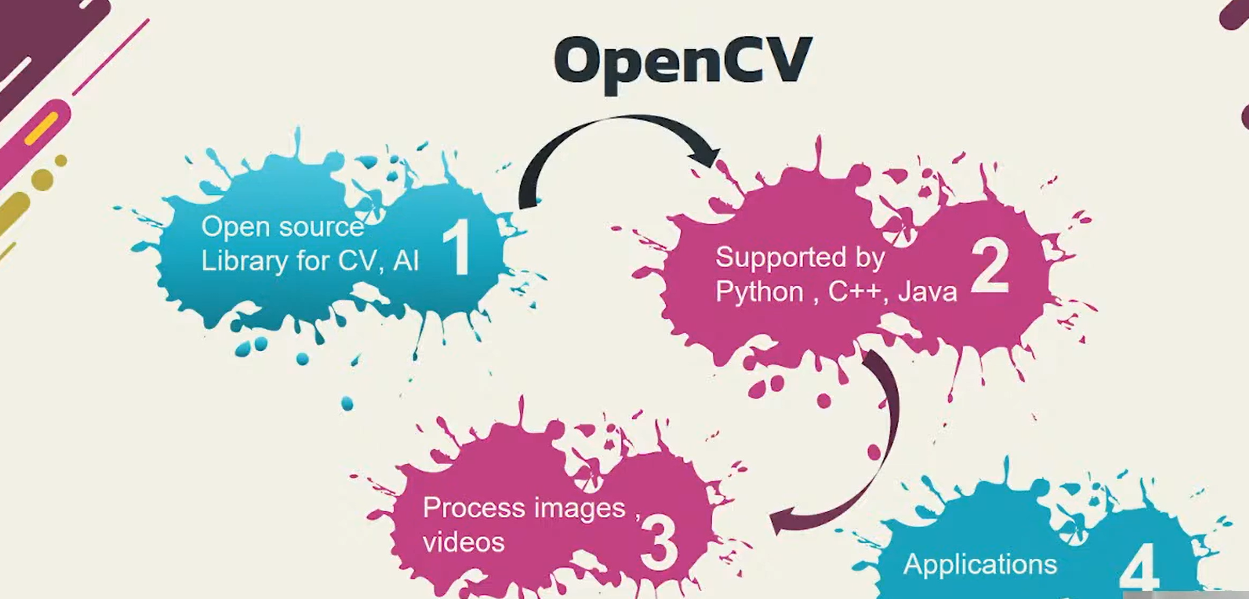 OpenCV
Open source
Library for CV, AI
1
Supported by
Python , C++, Java
2
Process images ,
videos
3
Applications
4